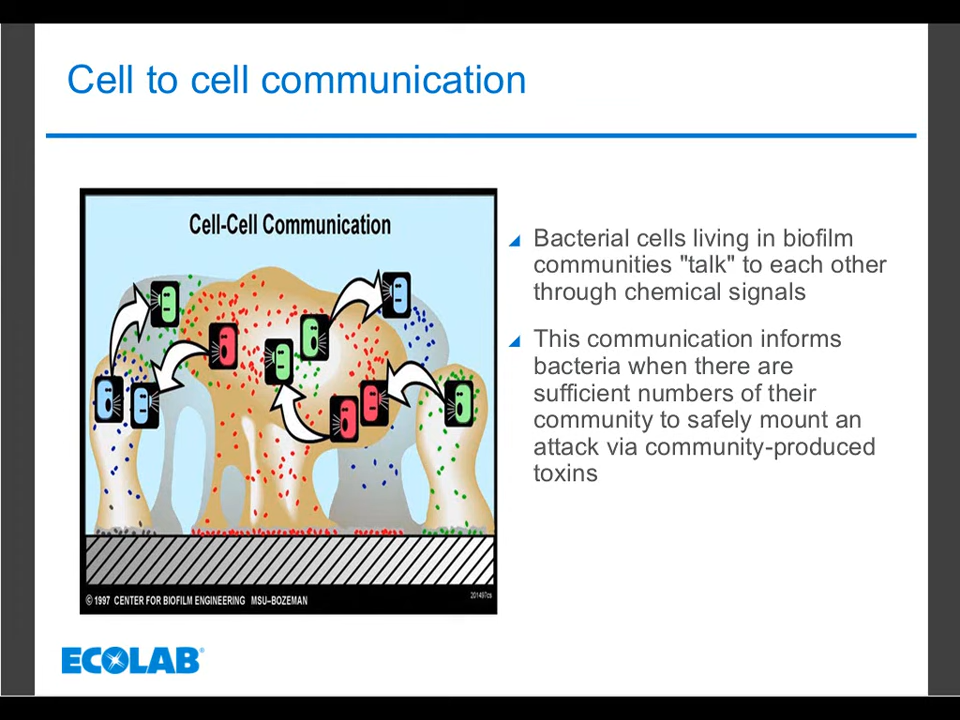 Cell to cell communication
Cell-Cell Communication
Bacterial cells living in biofilm
communities "talk" to each other
through chemical signals
This communication informs
bacteria when there are
sufficient numbers of their
community to safely mount an
attack via community-produced
toxins
© 1997 CENTER FOR BIOFILM ENGINEERING MSU–BOZEMAN
ECOLAB®